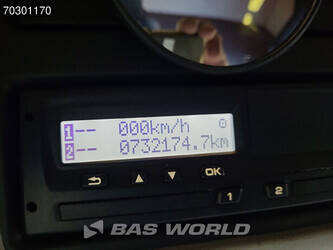 70301170
1-- 000km/h
2-- 0732174.7km
OK
1 2
BAS WORLD